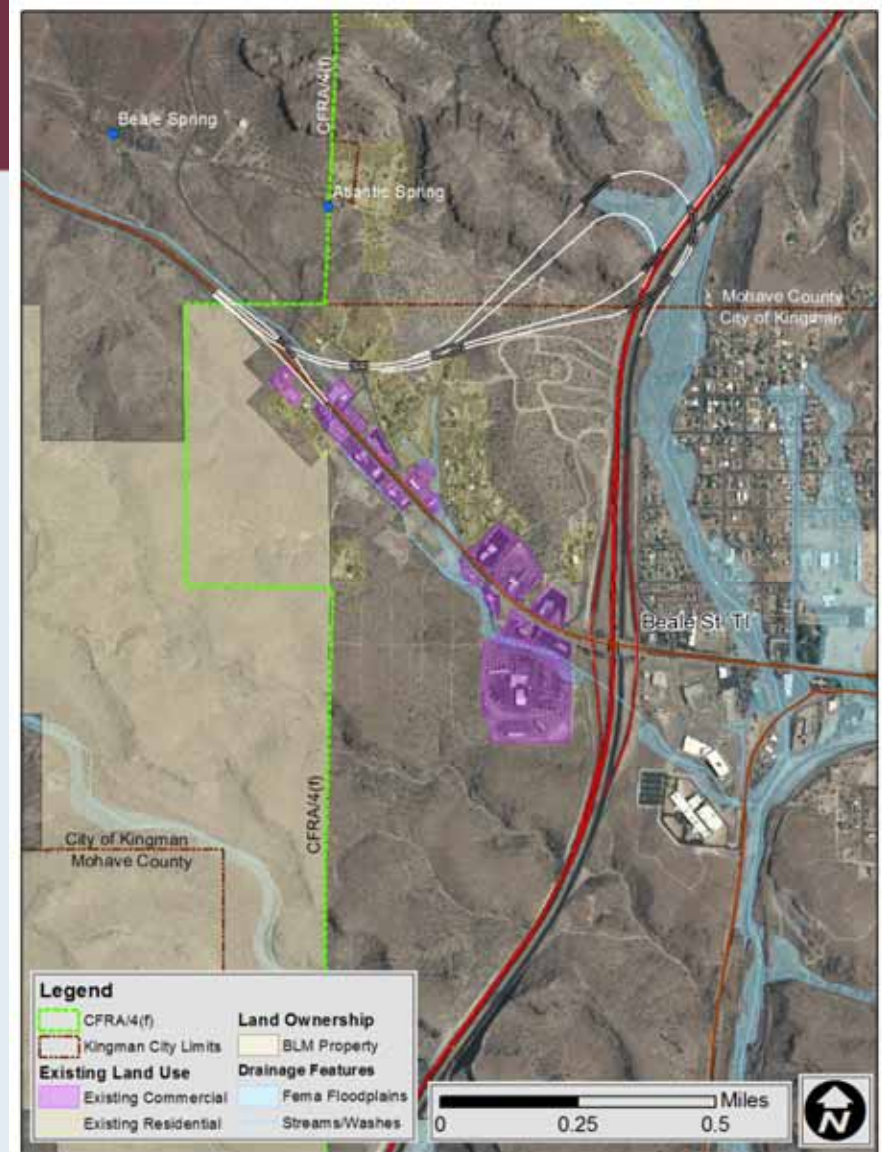 CFRA/4(f)
Beale Spring
Atlantic Spring
Mohave County
City of Kingman
Beale St. TI
CFRA/4(f)
City of Kingman
Mohave County
Legend
CFRA/4(f)
Kingman City Limits
Existing Land Use
Existing Commercial
Existing Residential
Land Ownership
BLM Property
Drainage Features
Fema Floodplains
Streams/Washes
Miles
0 0.25 0.5
N